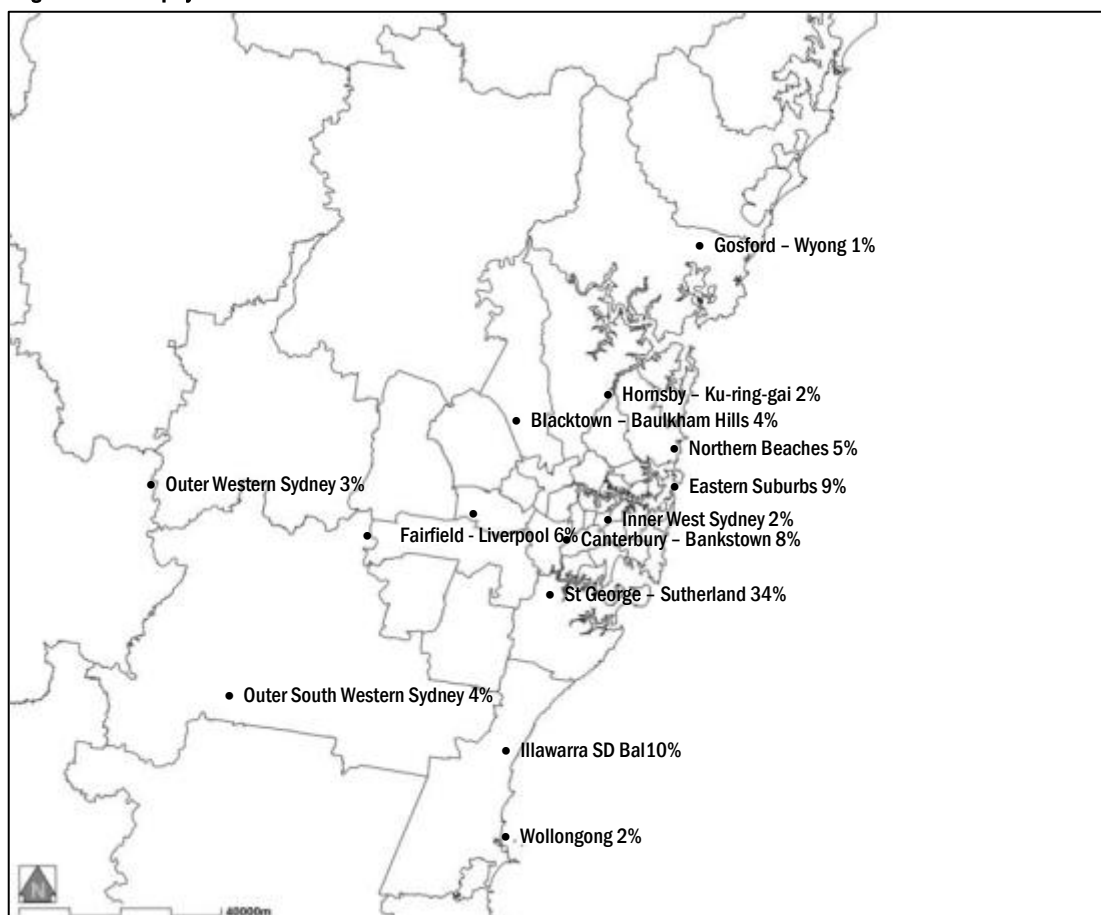 Gosford – Wyong 1%
Hornsby – Ku-ring-gai 2%
Blacktown – Baulkham Hills 4%
Northern Beaches 5%
Outer Western Sydney 3%
Eastern Suburbs 9%
Inner West Sydney 2%
Fairfield - Liverpool 6%
Canterbury – Bankstown 8%
St George – Sutherland 34%
Outer South Western Sydney 4%
Illawarra SD Bal10%
Wollongong 2%
N
40000m